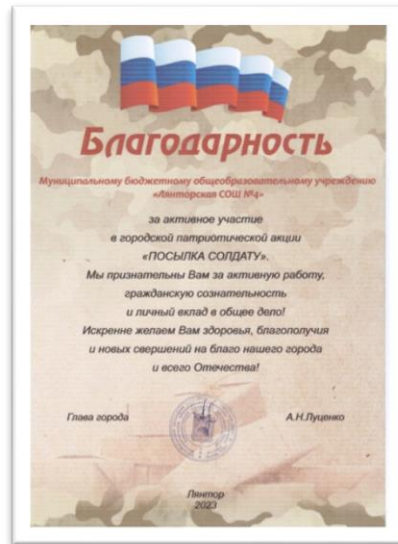 Благодарность
Муниципальному бюджетному общеобразовательному учреждению
«Лянторская СОШ №4»
за активное участие
в городской патриотической акции
«ПОСЫЛКА СОЛДАТУ».
Мы признательны Вам за активную работу,
гражданскую сознательность
и личный вклад в общее дело!
Искренне желаем Вам здоровья, благополучия
и новых свершений на благо нашего города
и всего Отечества!
Глава города А.Н.Луценко
Лянтор
2023